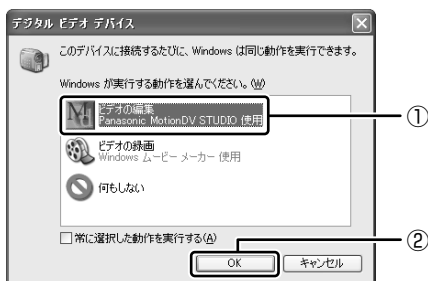 デジタル ビデオ デバイス
このデバイスに接続するたびに、Windows は同じ動作を実行できます。
Windows が実行する動作を選んでください。(W)
ビデオの編集
Panasonic MotionDV STUDIO 使用
①
ビデオの録画
Windows ムービー メーカー 使用
何もしない
常に選択した動作を実行する(A)
②
OK
キャンセル